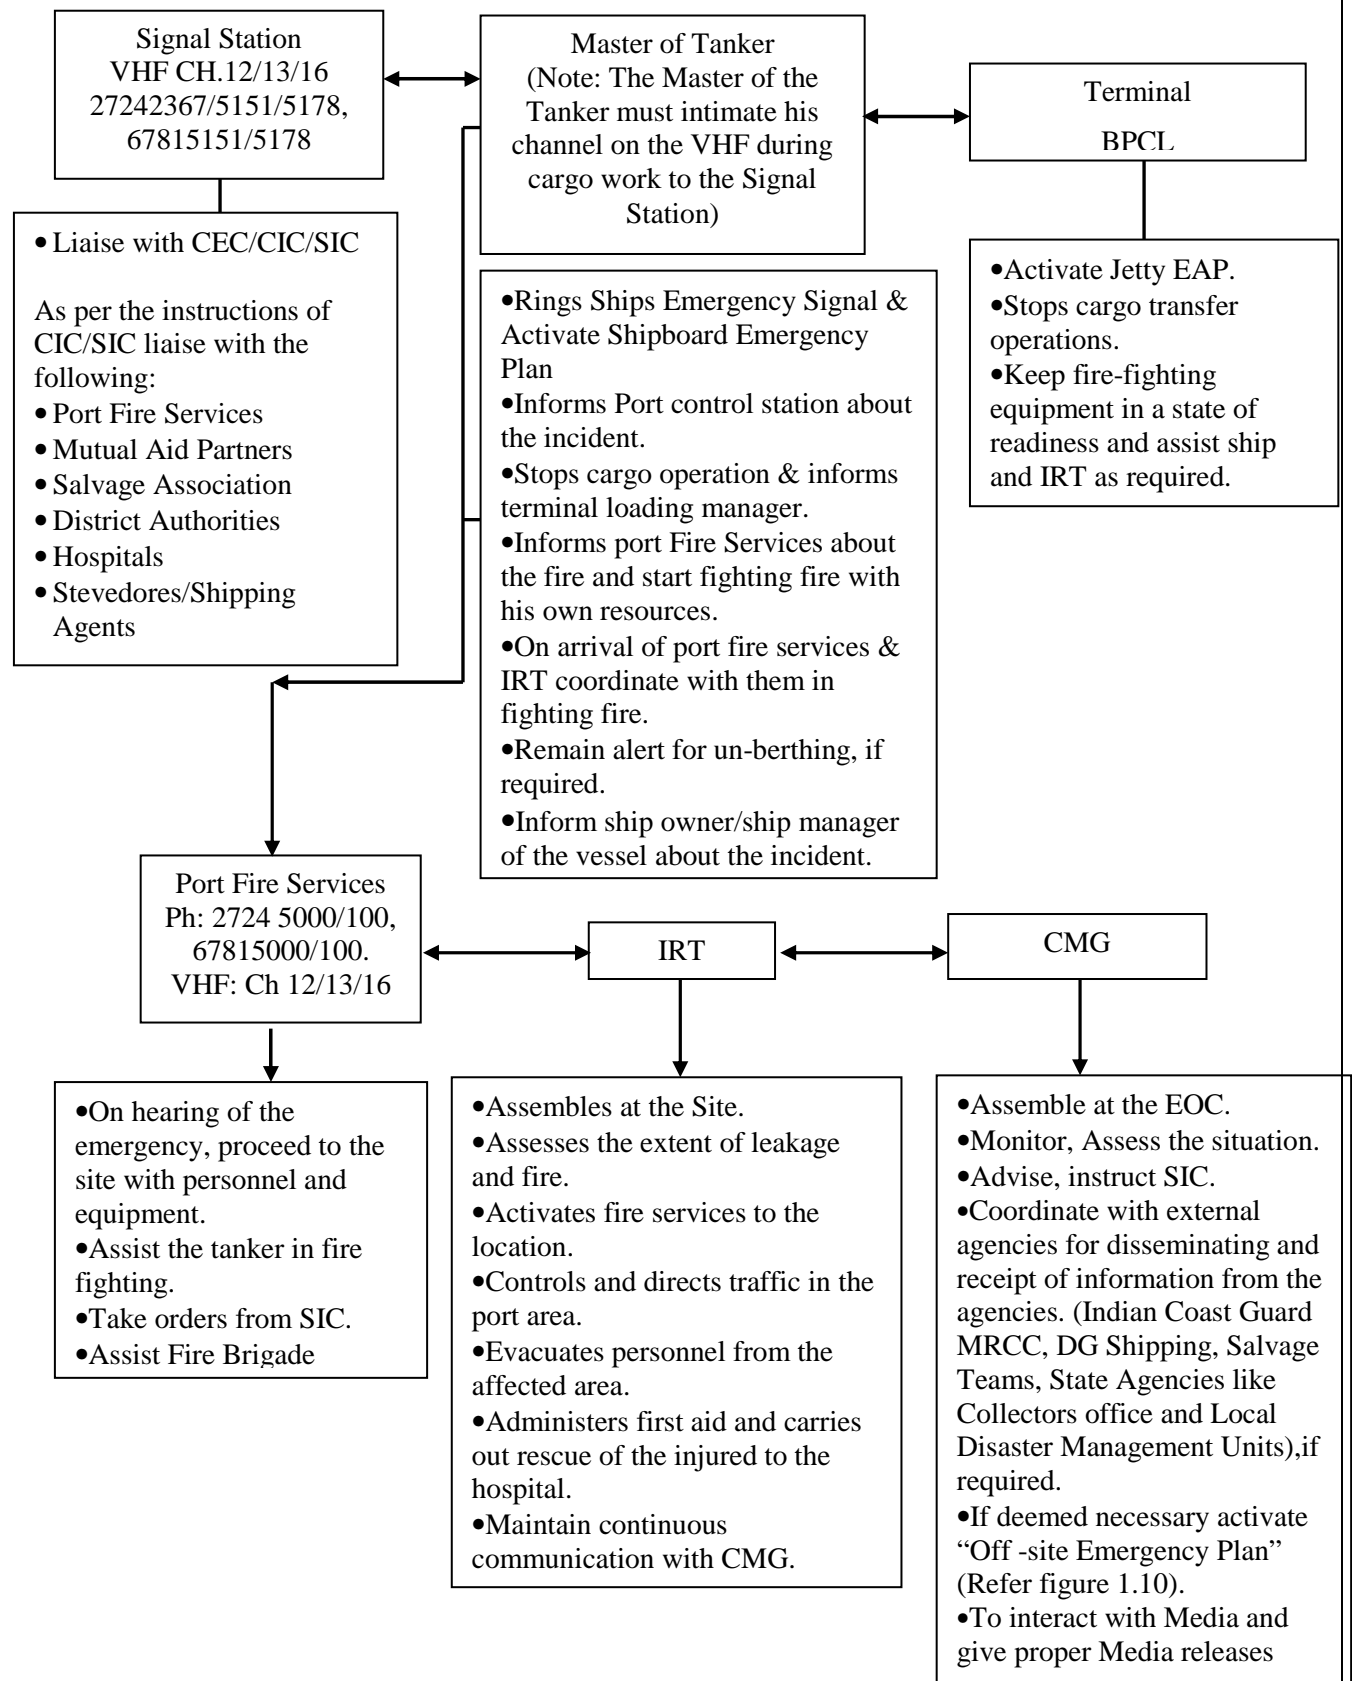 Signal Station
VHF CH.12/13/16
27242367/5151/5178,
67815151/5178
Master of Tanker
(Note: The Master of the
Tanker must intimate his
channel on the VHF during
cargo work to the Signal
Station)
Terminal
BPCL
•Liaise with CEC/CIC/SIC
As per the instructions of
CIC/SIC liaise with the
following:
•Port Fire Services
•Mutual Aid Partners
•Salvage Association
•District Authorities
•Hospitals
•Stevedores/Shipping
Agents
•Rings Ships Emergency Signal &
Activate Shipboard Emergency
Plan
•Informs Port control station about
the incident.
•Stops cargo operation & informs
terminal loading manager.
•Informs port Fire Services about
the fire and start fighting fire with
his own resources.
•On arrival of port fire services &
IRT coordinate with them in
fighting fire.
•Remain alert for un-berthing, if
required.
•Inform ship owner/ship manager
of the vessel about the incident.
•Activate Jetty EAP.
•Stops cargo transfer
operations.
•Keep fire-fighting
equipment in a state of
readiness and assist ship
and IRT as required.
Port Fire Services
Ph: 2724 5000/100,
67815000/100.
VHF: Ch 12/13/16
IRT
CMG
•On hearing of the
emergency, proceed to the
site with personnel and
equipment.
•Assist the tanker in fire
fighting.
•Take orders from SIC.
•Assist Fire Brigade
•Assembles at the Site.
•Assesses the extent of leakage
and fire.
•Activates fire services to the
location.
•Controls and directs traffic in the
port area.
•Evacuates personnel from the
affected area.
•Administers first aid and carries
out rescue of the injured to the
hospital.
•Maintain continuous
communication with CMG.
•Assemble at the EOC.
•Monitor, Assess the situation.
•Advise, instruct SIC.
•Coordinate with external
agencies for disseminating and
receipt of information from the
agencies. (Indian Coast Guard
MRCC, DG Shipping, Salvage
Teams, State Agencies like
Collectors office and Local
Disaster Management Units),if
required.
•If deemed necessary activate
“Off -site Emergency Plan”
(Refer figure 1.10).
•To interact with Media and
give proper Media releases